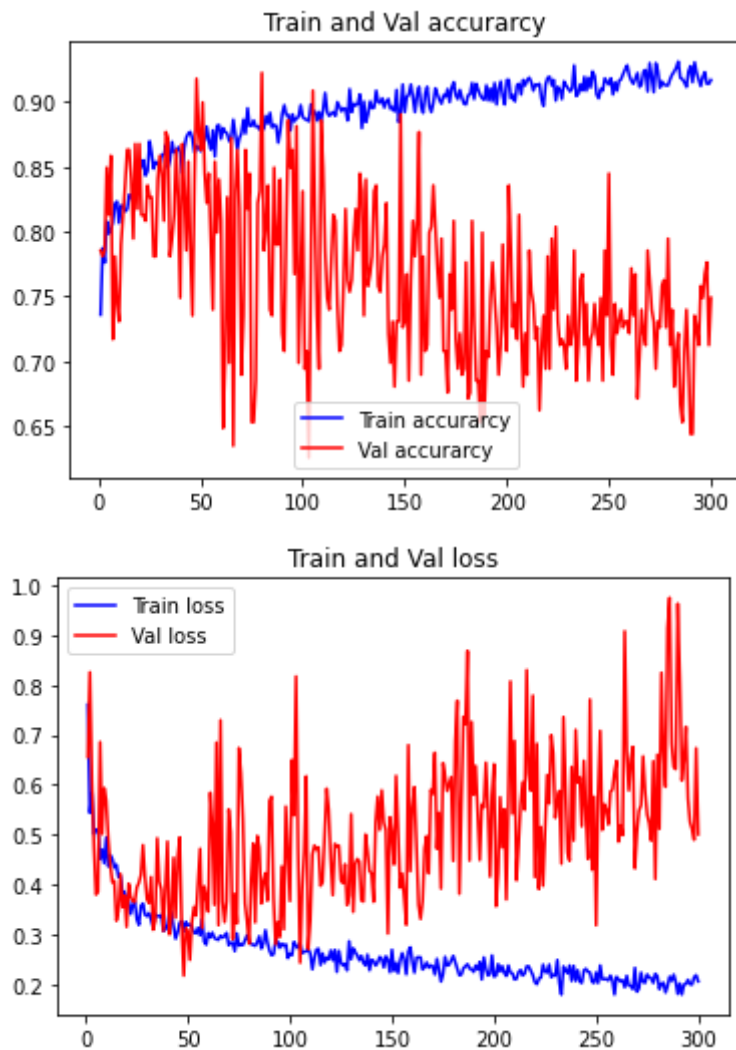 Train and Val accurarcy
0.90
0.85
0.80
0.75
0.70
0.65
Train accurarcy
Val accurarcy
0 50 100 150 200 250 300
Train and Val loss
1.0
Train loss
0.9
Val loss
0.8
0.7
0.6
0.5
0.4
0.3
0.2
0 50 100 150 200 250 300